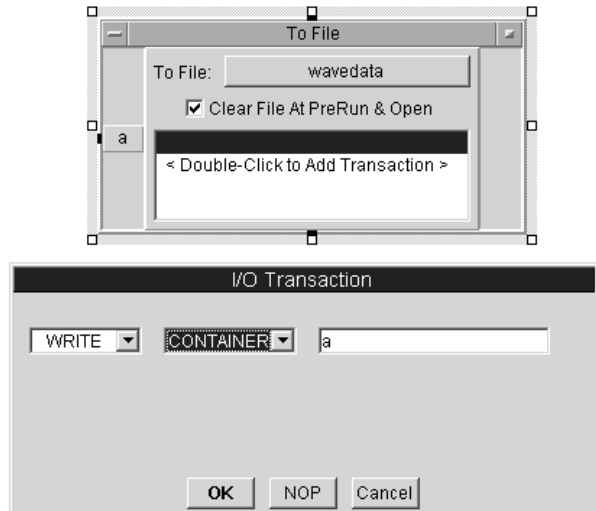 To File
To File: wavedata
Clear File At PreRun & Open
a
< Double-Click to Add Transaction >
I/O Transaction
WRITE CONTAINER a
OK NOP Cancel